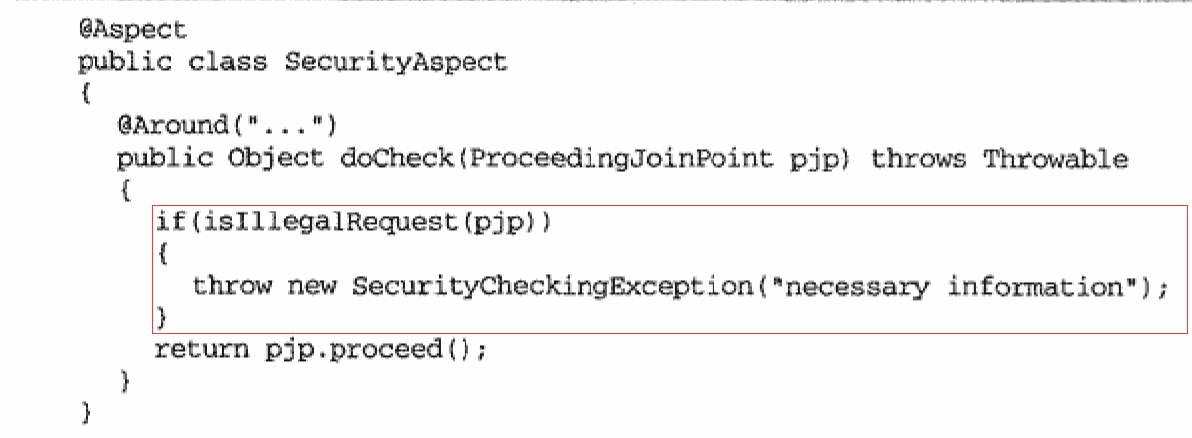 @Aspect
public class SecurityAspect
{
@Around("...")
public Object doCheck(ProceedingJoinPoint pjp) throws Throwable
{
if(isIllegalRequest(pjp))
{
throw new SecurityCheckingException("necessary information");
}
return pjp.proceed();
}
}